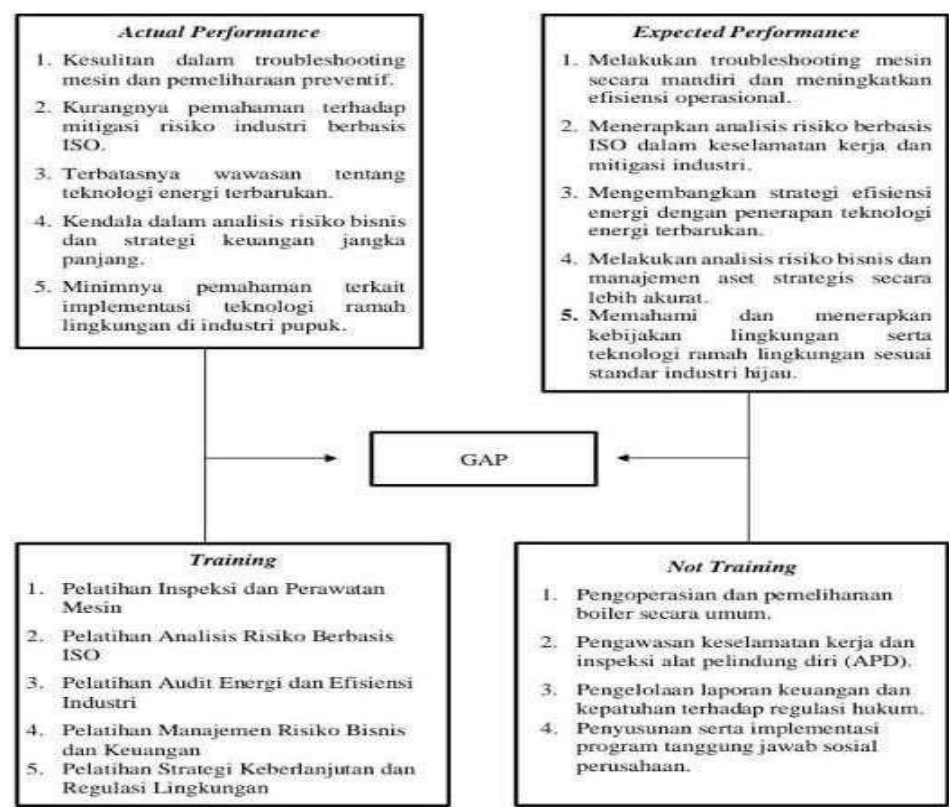 Actual Performance
1. Kesulitan dalam troubleshooting
mesin dan pemeliharaan preventif.
2. Kurangnya pemahaman terhadap
mitigasi risiko industri berbasis
ISO.
3. Terbatasnya wawasan tentang
teknologi energi terbarukan.
4. Kendala dalam analisis risiko bisnis
dan strategi keuangan jangka
panjang.
5. Minimnya pemahaman terkait
implementasi teknologi ramah
lingkungan di industri pupuk.
Expected Performance
1. Melakukan troubleshooting mesin
secara mandiri dan meningkatkan
efisiensi operasional.
2. Menerapkan analisis risiko berbasis
ISO dalam keselamatan kerja dan
mitigasi industri.
3. Mengembangkan strategi efisiensi
energi dengan penerapan teknologi
energi terbarukan.
4. Melakukan analisis risiko bisnis dan
manajemen aset strategis secara
lebih akurat.
5. Memahami dan menerapkan
kebijakan lingkungan serta
teknologi ramah lingkungan sesuai
standar industri hijau.
GAP
Training
1. Pelatihan Inspeksi dan Perawatan
Mesin
2. Pelatihan Analisis Risiko Berbasis
ISO
3. Pelatihan Audit Energi dan Efisiensi
Industri
4. Pelatihan Manajemen Risiko Bisnis
dan Keuangan
5. Pelatihan Strategi Keberlanjutan dan
Regulasi Lingkungan
Not Training
1. Pengoperasian dan pemeliharaan
boiler secara umum.
2. Pengawasan keselamatan kerja dan
inspeksi alat pelindung diri (APD).
3. Pengelolaan laporan keuangan dan
kepatuhan terhadap regulasi hukum.
4. Penyusunan serta implementasi
program tanggung jawab sosial
perusahaan.